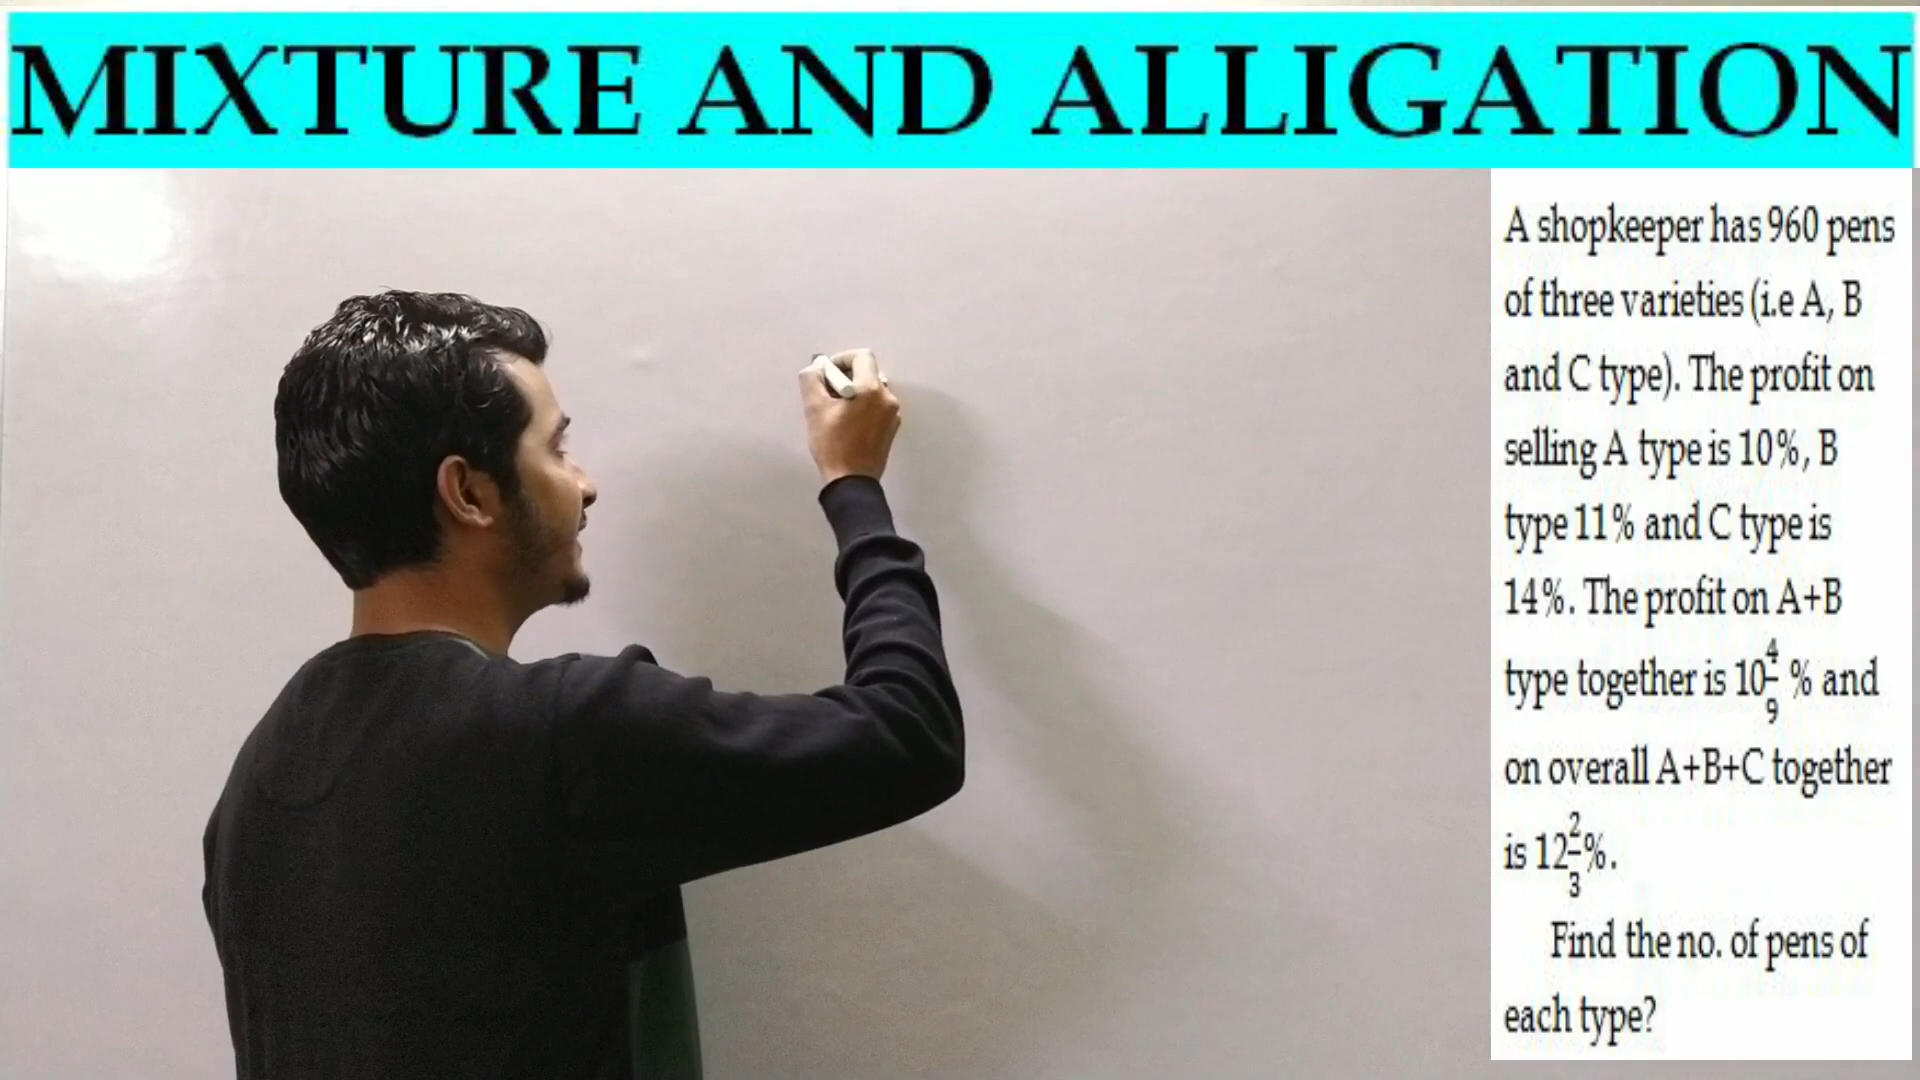 MIXTURE AND ALLIGATION
A shopkeeper has 960 pens
of three varieties (i.e A, B
and C type). The profit on
selling A type is 10%, B
type 11% and C type is
14%. The profit on A+B
type together is 10 4/9 % and
on overall A+B+C together
is 12 2/3 %.
Find the no. of pens of
each type?